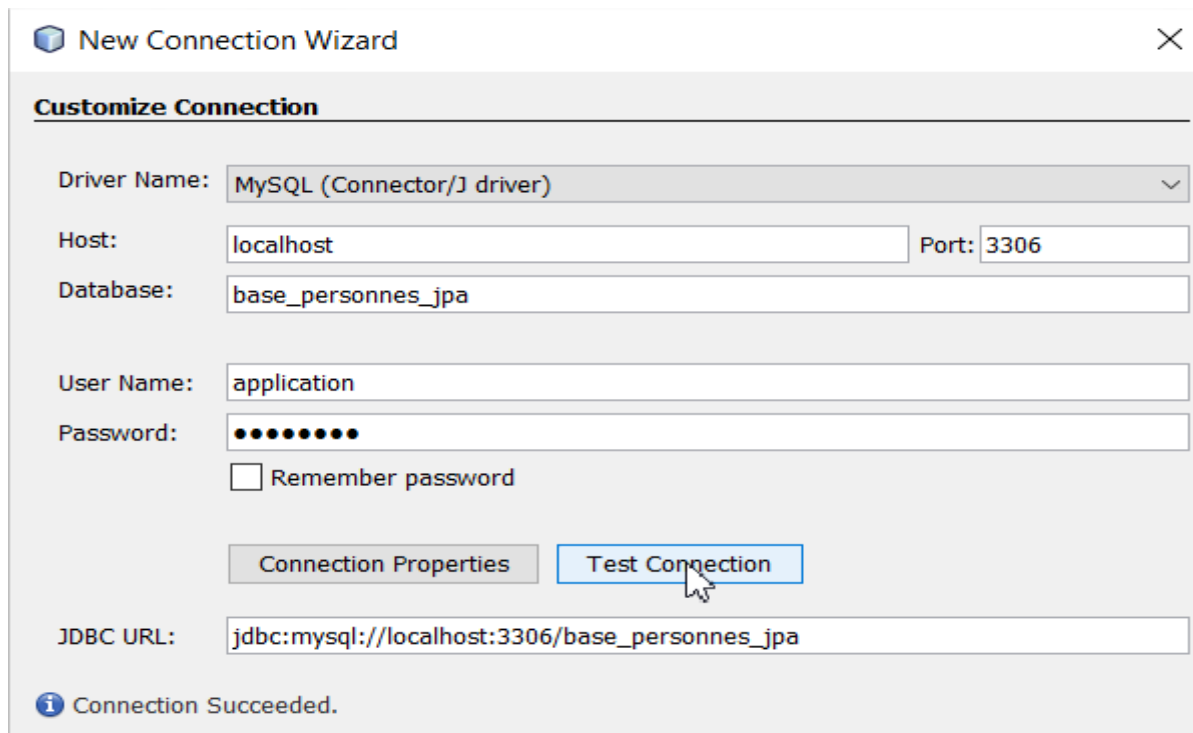 New Connection Wizard
Customize Connection
Driver Name: MySQL (Connector/J driver)
Host: localhost Port: 3306
Database: base_personnes_jpa
User Name: application
Password: ●●●●●●●●
Remember password
Connection Properties Test Connection
JDBC URL: jdbc:mysql://localhost:3306/base_personnes_jpa
Connection Succeeded.